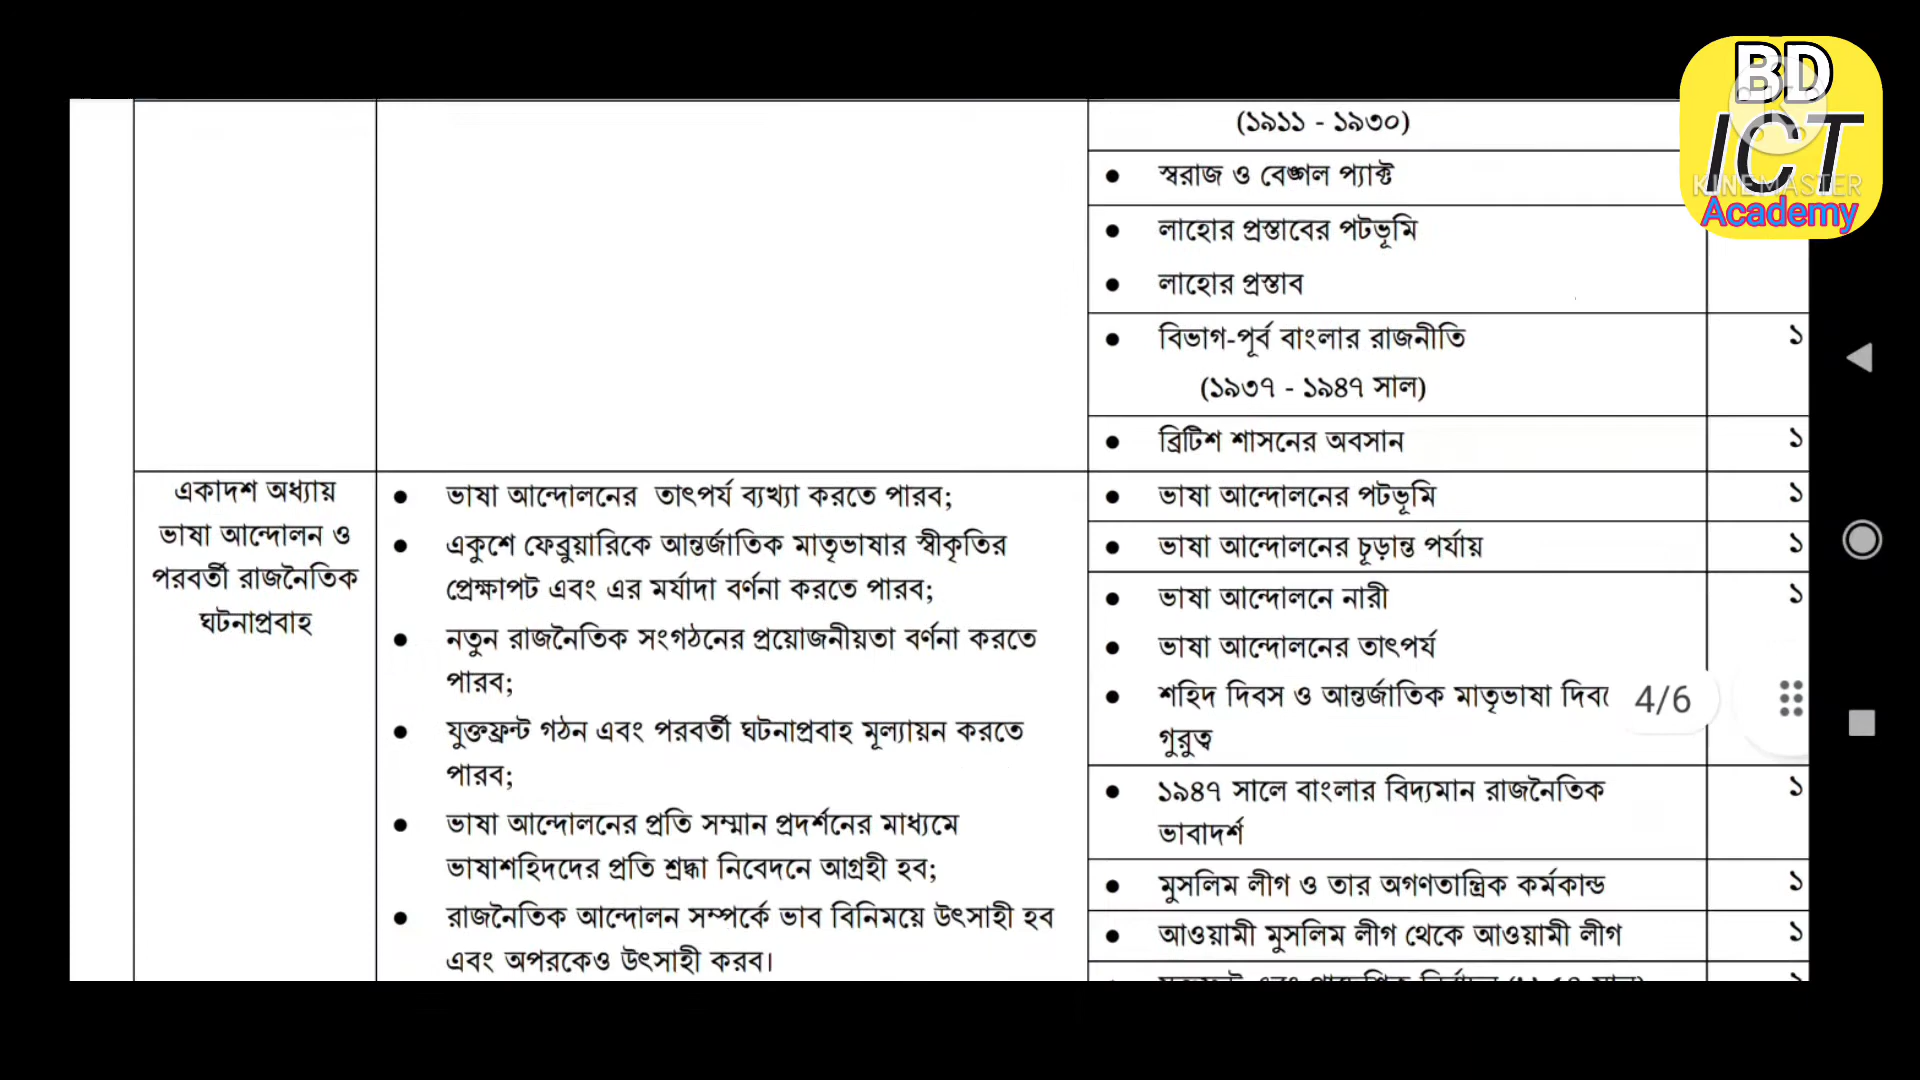 (১৯১১ - ১৯৩০)
● স্বরাজ ও বেঙ্গল প্যাক্ট
● লাহোর প্রস্তাবের পটভূমি
● লাহোর প্রস্তাব
● বিভাগ-পূর্ব বাংলার রাজনীতি ১
(১৯৩৭ - ১৯৪৭ সাল)
● ব্রিটিশ শাসনের অবসান ১
একাদশ অধ্যায়
ভাষা আন্দোলন ও
পরবর্তী রাজনৈতিক
ঘটনাপ্রবাহ
● ভাষা আন্দোলনের তাৎপর্য ব্যখ্যা করতে পারব;
● একুশে ফেব্রুয়ারিকে আন্তর্জাতিক মাতৃভাষার স্বীকৃতির
প্রেক্ষাপট এবং এর মর্যাদা বর্ণনা করতে পারব;
● নতুন রাজনৈতিক সংগঠনের প্রয়োজনীয়তা বর্ণনা করতে
পারব;
● যুক্তফ্রন্ট গঠন এবং পরবর্তী ঘটনাপ্রবাহ মূল্যায়ন করতে
পারব;
● ভাষা আন্দোলনের প্রতি সম্মান প্রদর্শনের মাধ্যমে
ভাষাশহিদদের প্রতি শ্রদ্ধা নিবেদনে আগ্রহী হব;
● রাজনৈতিক আন্দোলন সম্পর্কে ভাব বিনিময়ে উৎসাহী হব
এবং অপরকেও উৎসাহী করব।
● ভাষা আন্দোলনের পটভূমি ১
● ভাষা আন্দোলনের চূড়ান্ত পর্যায় ১
● ভাষা আন্দোলনে নারী ১
● ভাষা আন্দোলনের তাৎপর্য
● শহিদ দিবস ও আন্তর্জাতিক মাতৃভাষা
গুরুত্ব
● ১৯৪৭ সালে বাংলার বিদ্যমান রাজনৈতিক ১
ভাবাদর্শ
● মুসলিম লীগ ও তার অগণতান্ত্রিক কর্মকান্ড ১
● আওয়ামী মুসলিম লীগ থেকে আওয়ামী লীগ ১
4/6
BD
ICT
KINEMASTER
Academy